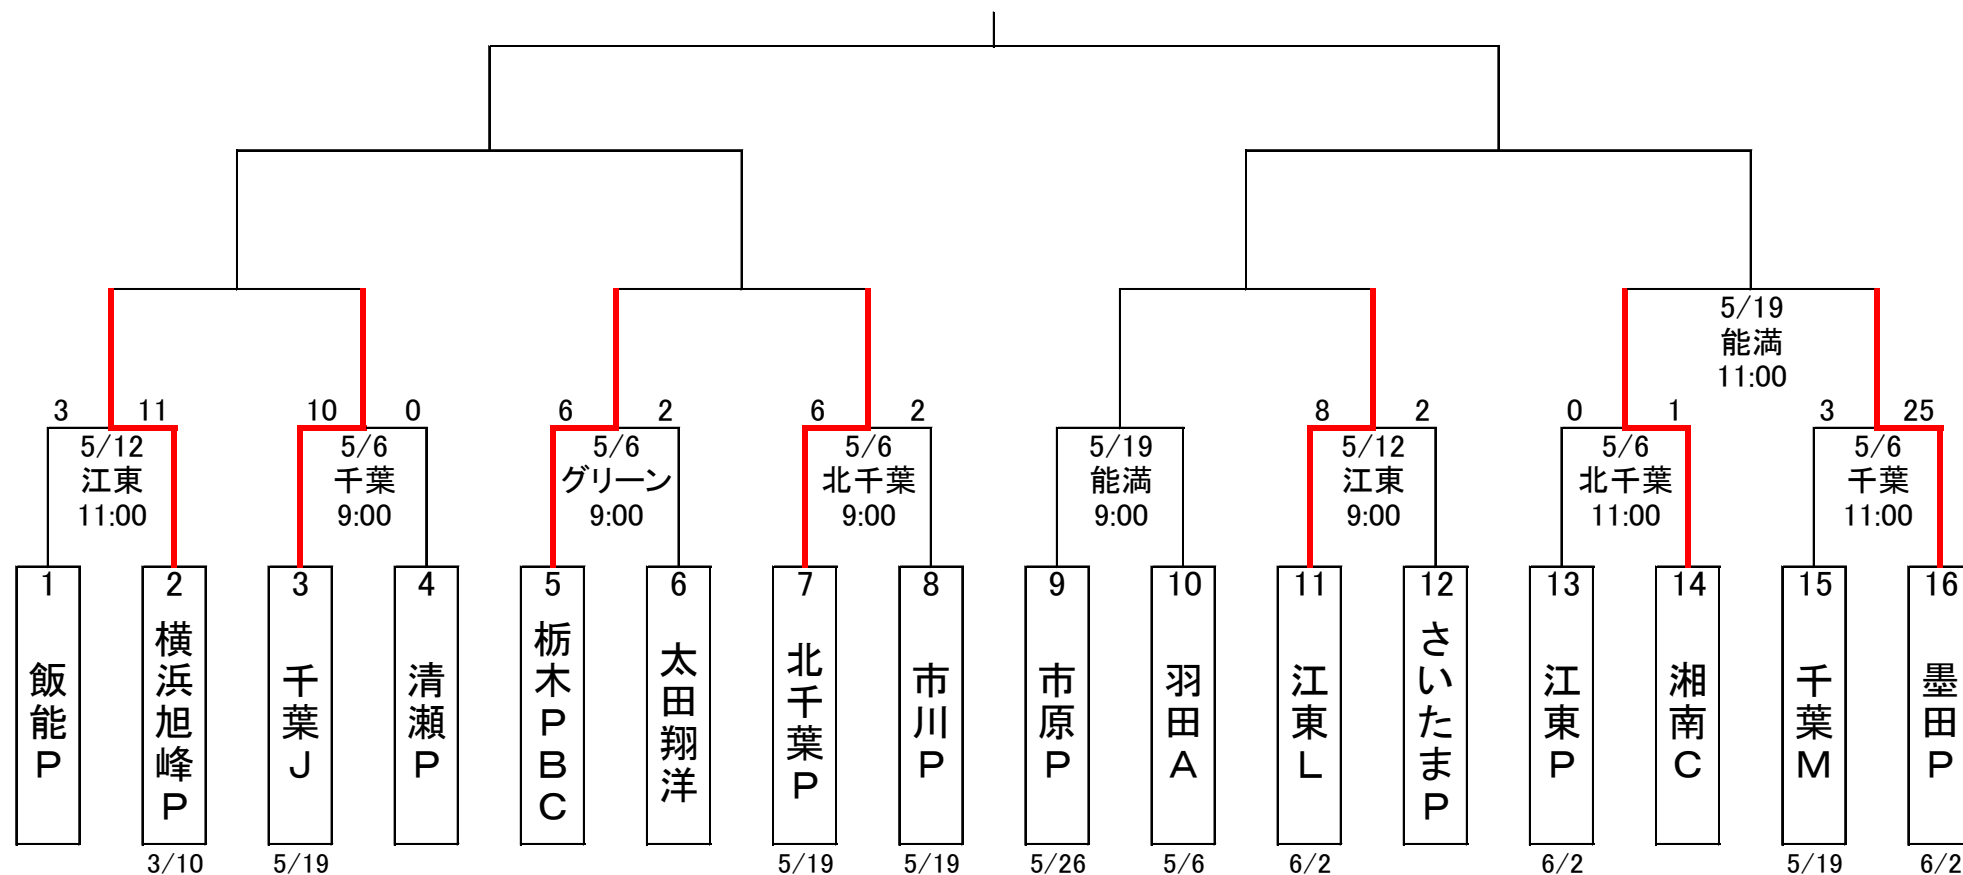 5/19
能満
11:00
3 11
10 0
6 2
6 2
8 2
0 1
3 25
5/12
江東
11:00
5/6
千葉
9:00
5/6
グリーン
9:00
5/6
北千葉
9:00
5/19
能満
9:00
5/12
江東
9:00
5/6
北千葉
11:00
5/6
千葉
11:00
1
飯能P
2
横浜旭峰P
3
千葉J
4
清瀬P
5
栃木PBC
6
太田翔洋
7
北千葉P
8
市川P
9
市原P
10
羽田A
11
江東L
12
さいたまP
13
江東P
14
湘南C
15
千葉M
16
墨田P
3/10
5/19
5/19
5/19
5/26
5/6
6/2
6/2
5/19
6/2